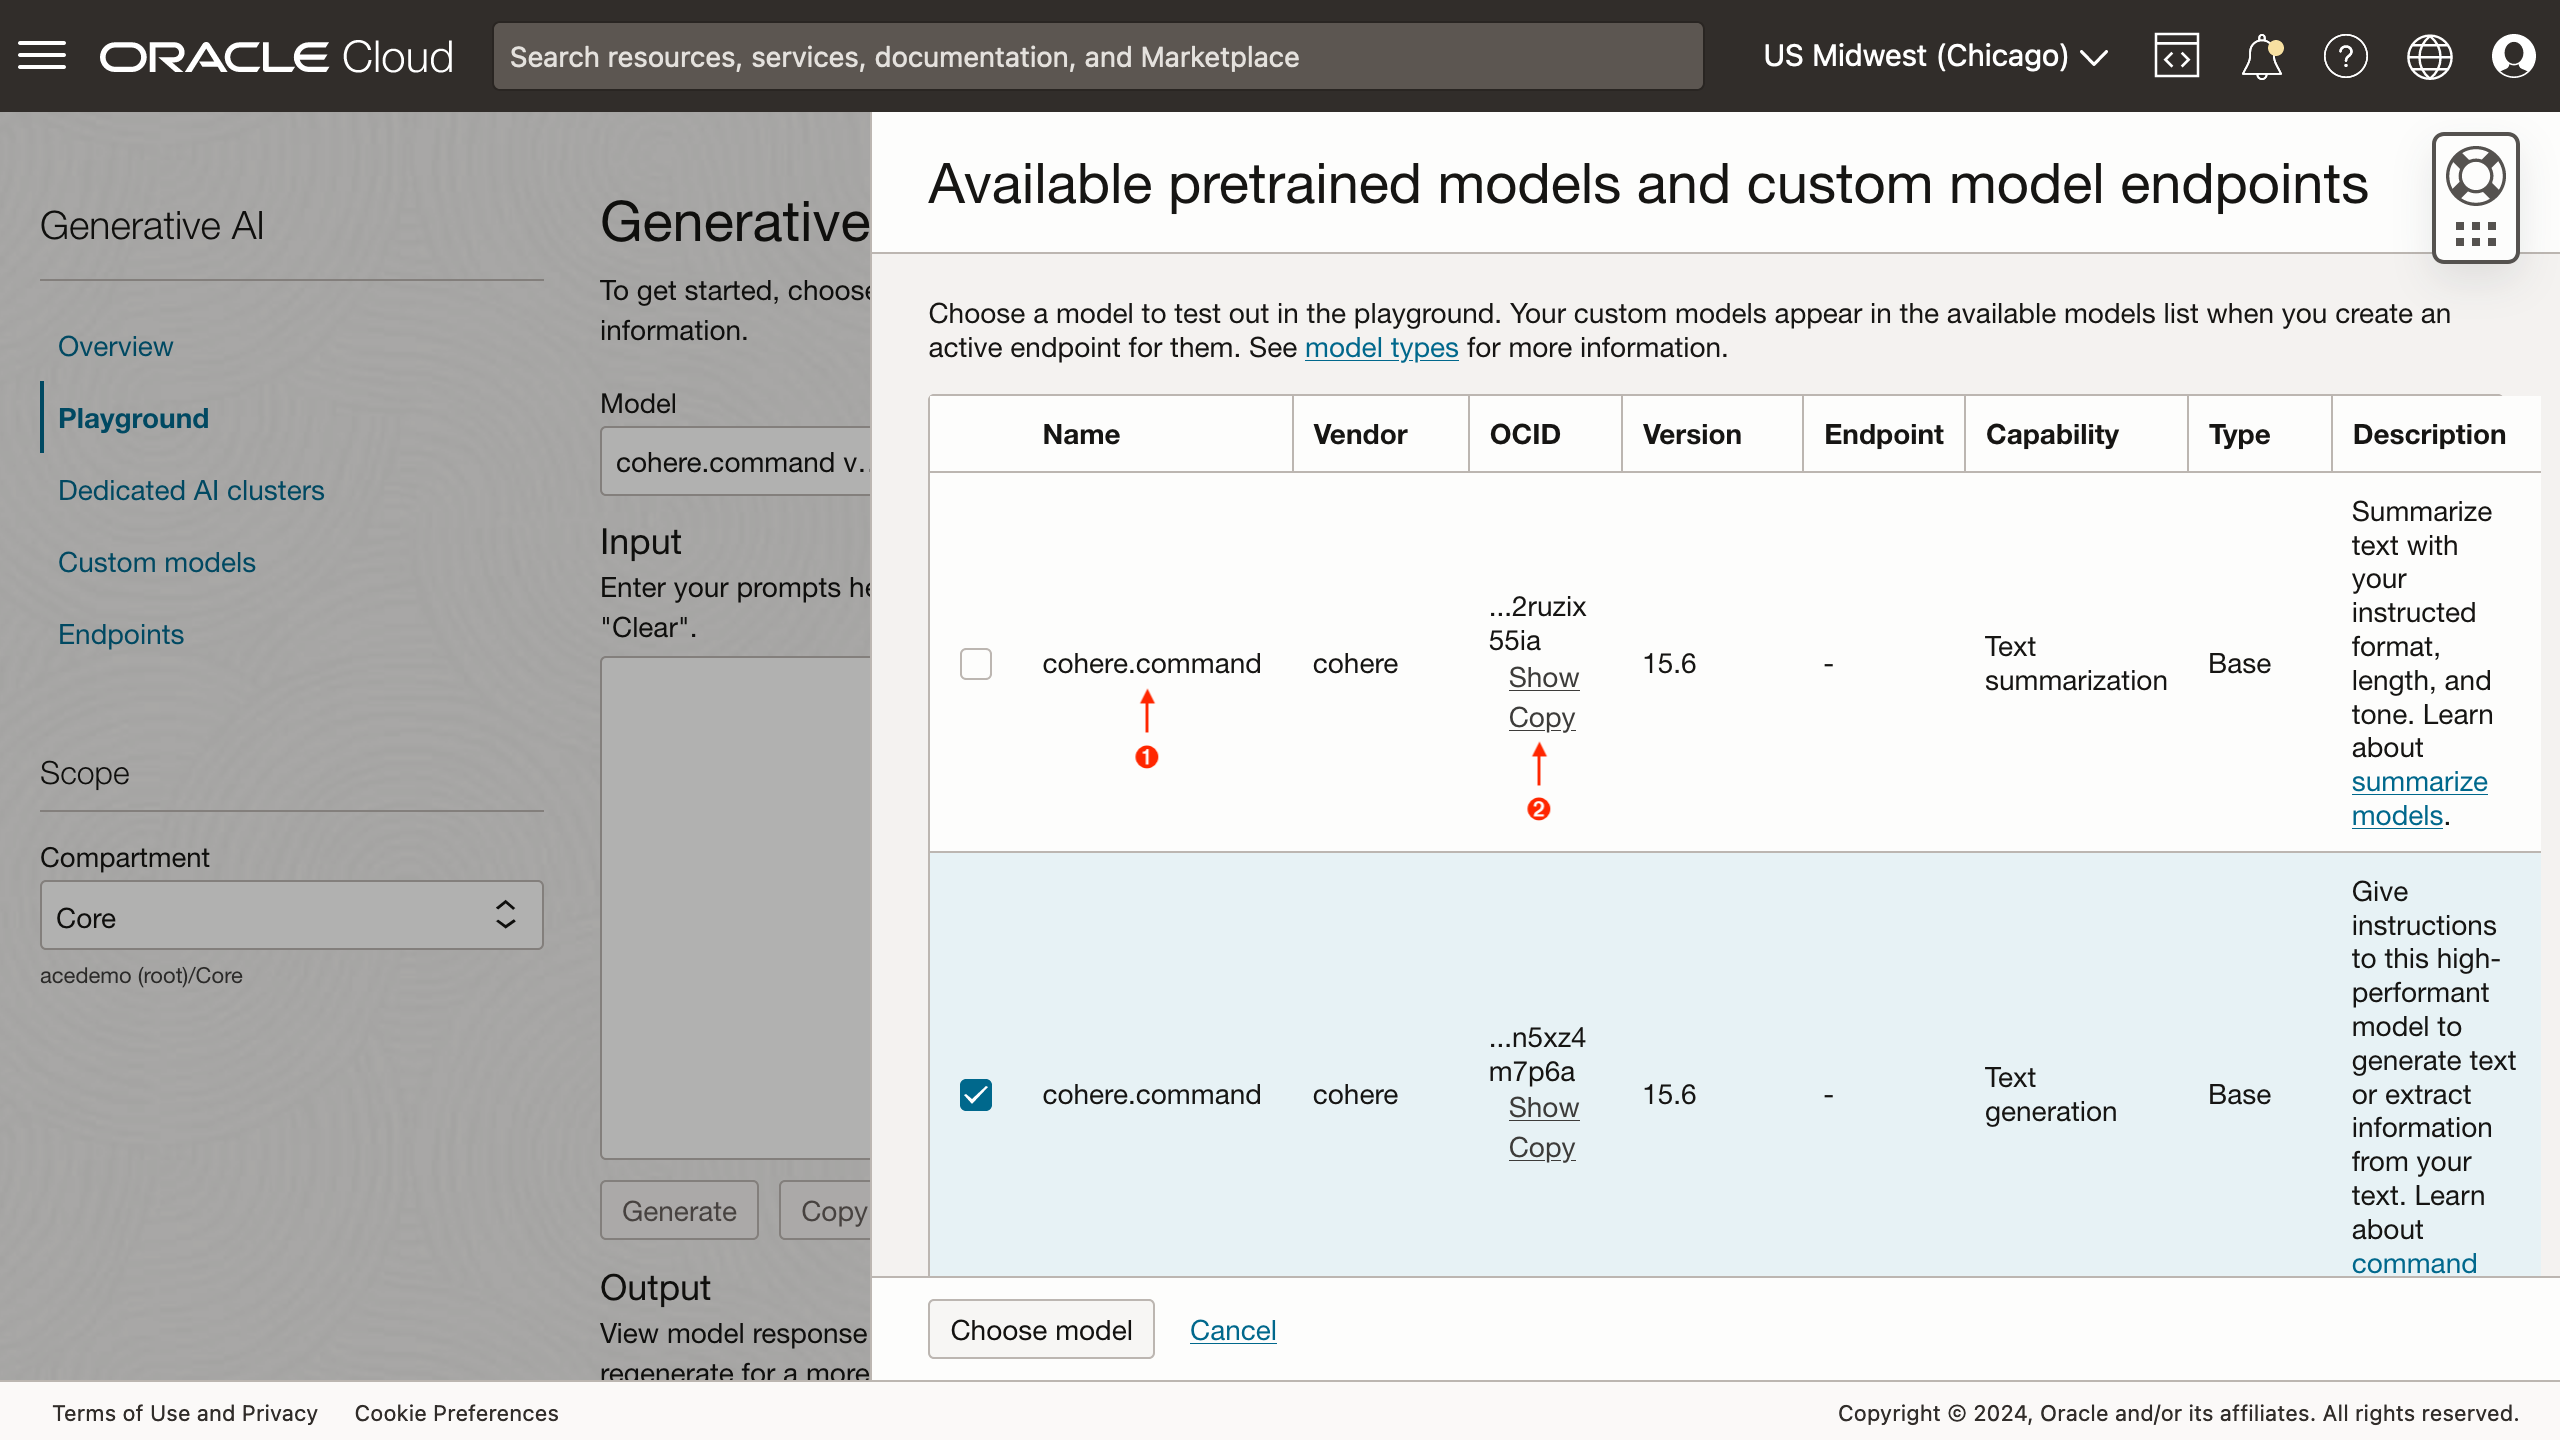 ORACLE Cloud
Search resources, services, documentation, and Marketplace
US Midwest (Chicago)
Generative AI
Overview
Playground
Dedicated AI clusters
Custom models
Endpoints
Scope
Compartment
Core
acedemo (root)/Core
Generative
To get started, choose
information.
Model
cohere.command v..
Input
Enter your prompts he
"Clear".
Generate
Copy
Output
View model response
regenerate for a more
Available pretrained models and custom model endpoints
Choose a model to test out in the playground. Your custom models appear in the available models list when you create an
active endpoint for them. See model types for more information.
Name Vendor OCID Version Endpoint Capability Type Description
cohere.command
1
cohere
...2ruzix
55ia
Show
Copy
2
15.6
-
Text
summarization
Base
Summarize
text with
your
instructed
format,
length, and
tone. Learn
about
summarize
models.
cohere.command
cohere
...n5xz4
m7p6a
Show
Copy
15.6
-
Text
generation
Base
Give
instructions
to this high-
performant
model to
generate text
or extract
information
from your
text. Learn
about
command
Choose model
Cancel
Terms of Use and Privacy
Cookie Preferences
Copyright © 2024, Oracle and/or its affiliates. All rights reserved.